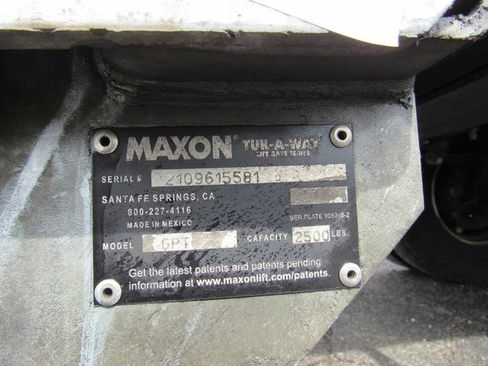 MAXON® TUK-A-WAY
LIFT GATE SERIES
SERIAL # 2109615581
SANTA FE SPRINGS, CA.
800-227-4116
MADE IN MEXICO
SER.PLATE 905246-2
MODEL GPT CAPACITY 2500 LBS.
Get the latest patents and patents pending
information at www.maxonlift.com/patents.